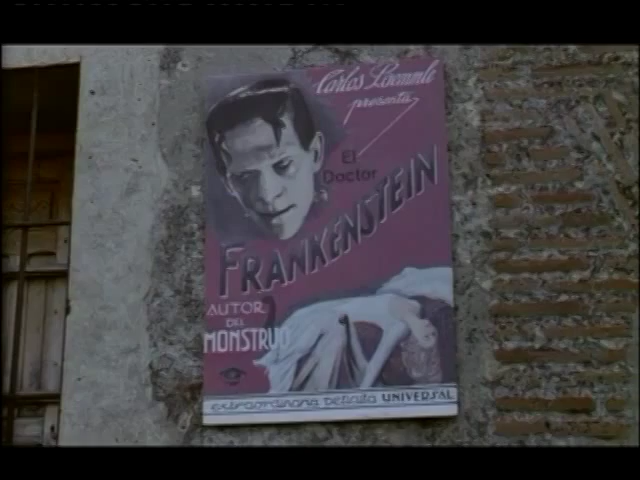 Carlos Laemmle
presenta
El
Doctor
FRANKENSTEIN
AUTOR
DEL
MONSTRUO
extraordinaria Película UNIVERSAL